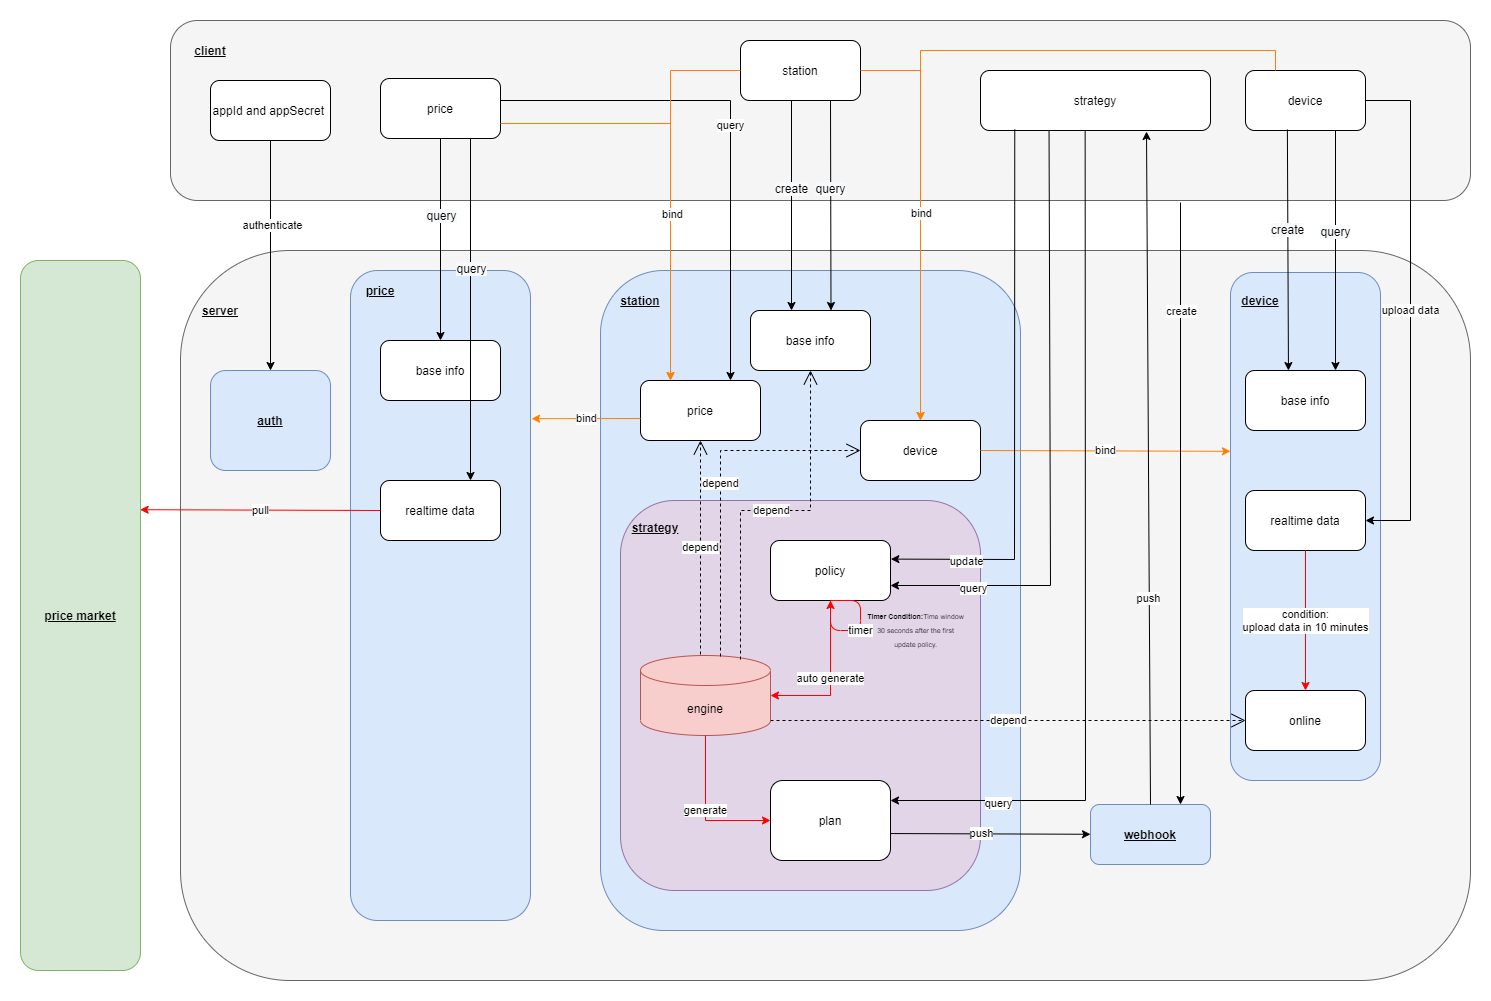 client
station
appId and appSecret
price
strategy
device
query
create
query
query
bind
bind
authenticate
create
query
query
price
server
station
device
create
upload data
base info
base info
base info
price
auth
bind
device
bind
depend
realtime data
pull
depend
realtime data
strategy
depend
policy
update
query
price market
Timer Condition:Time window
30 seconds after the first
update policy.
timer
push
condition:
upload data in 10 minutes
auto generate
engine
depend
online
generate
query
plan
push
webhook